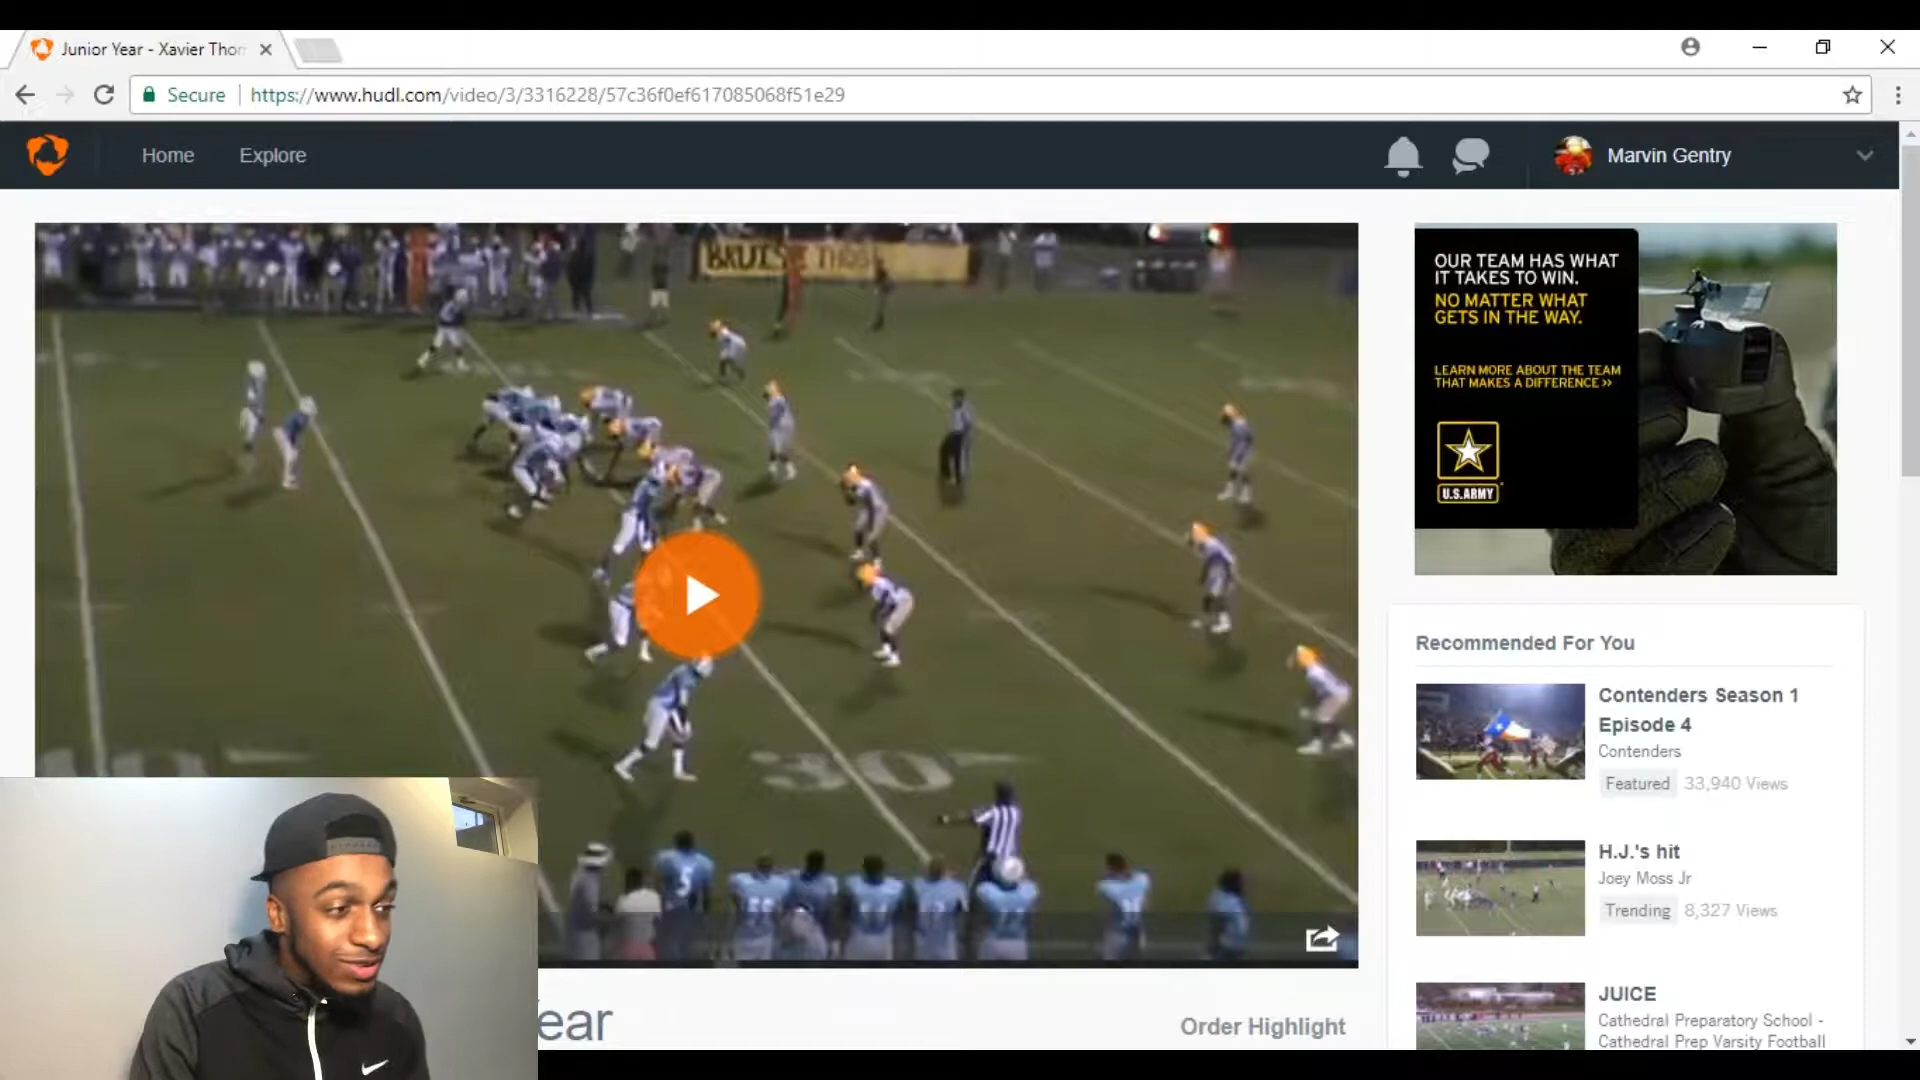 Junior Year - Xavier Thom
Secure
https://www.hudl.com/video/3/3316228/57c36f0ef617085068f51e29
Home
Explore
Marvin Gentry
OUR TEAM HAS WHAT
IT TAKES TO WIN.
NO MATTER WHAT
GETS IN THE WAY.
LEARN MORE ABOUT THE TEAM
THAT MAKES A DIFFERENCE >>
U.S.ARMY
30
5
Recommended For You
Contenders Season 1
Episode 4
Contenders
Featured
33,940 Views
H.J.'s hit
Joey Moss Jr
Trending
8,327 Views
JUICE
Cathedral Preparatory School -
Cathedral Prep Varsity Football
ear
Order Highlight